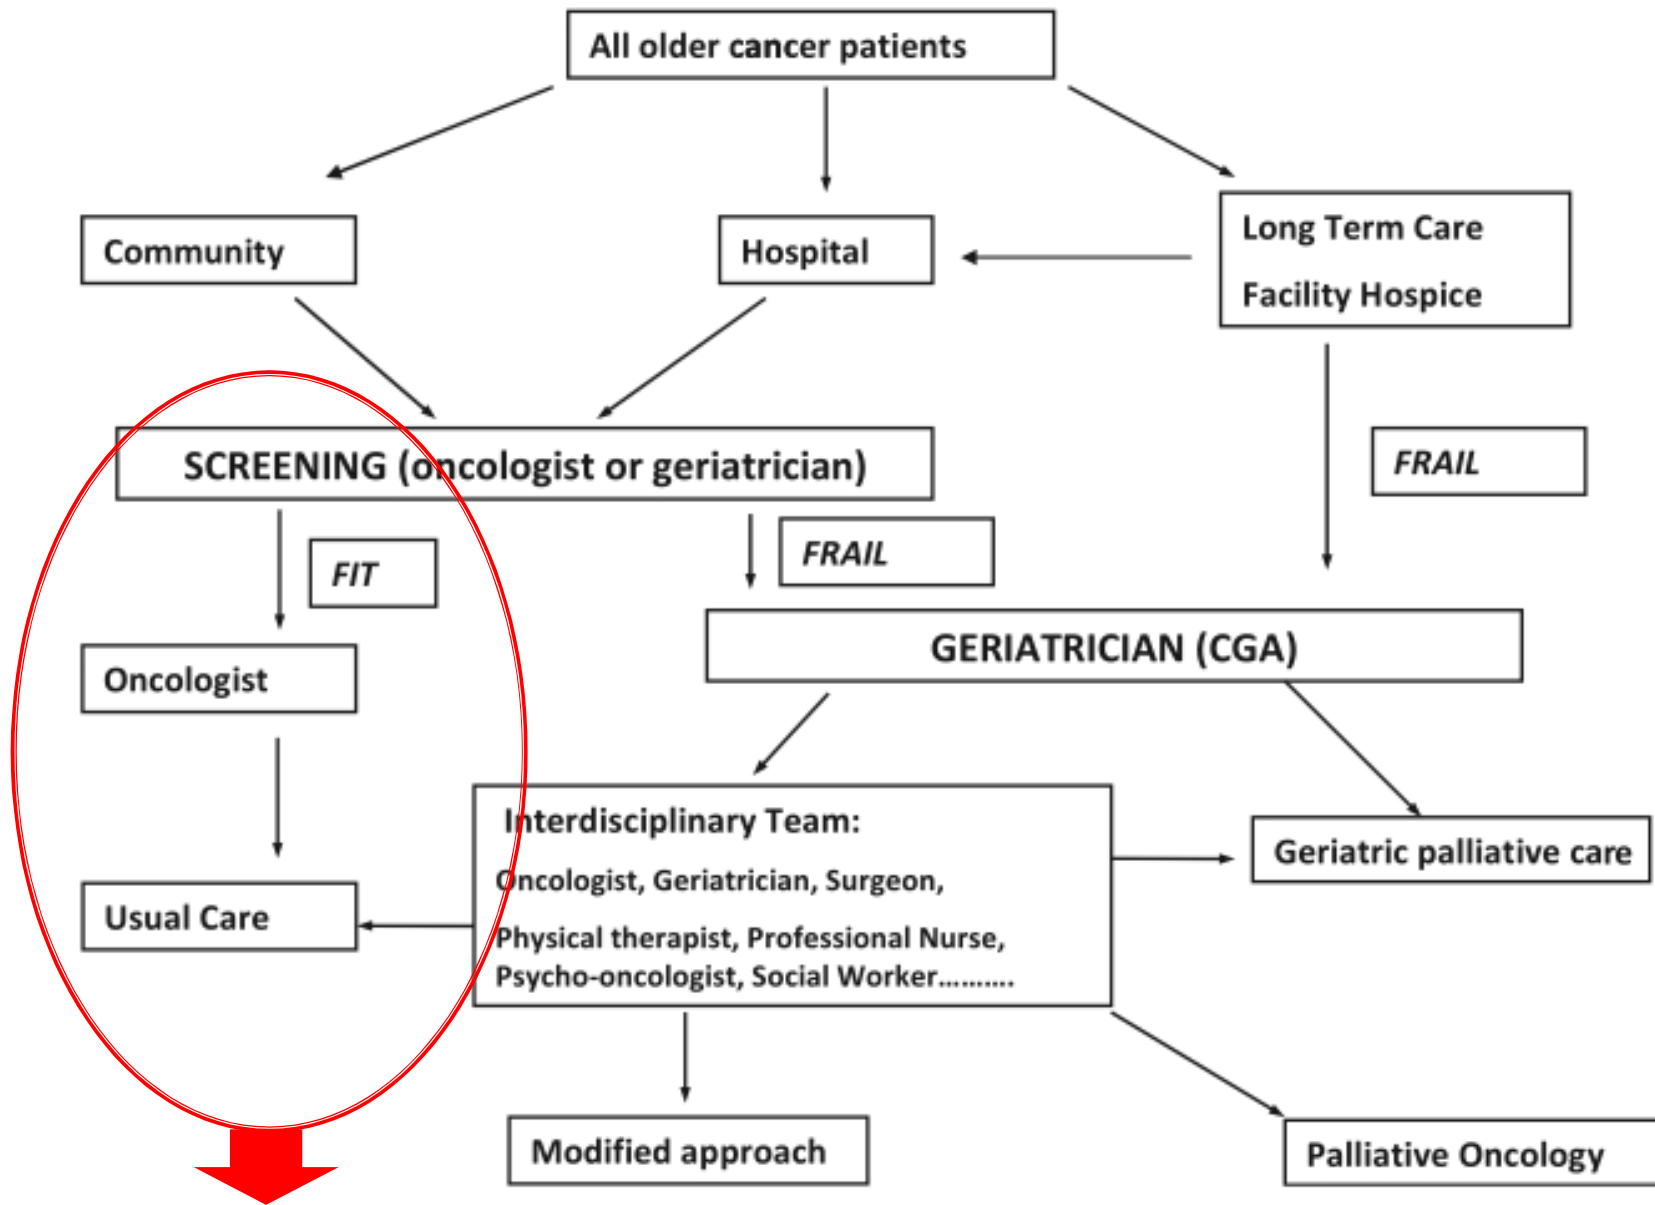 All older cancer patients
Community
Hospital
Long Term Care
Facility Hospice
SCREENING (oncologist or geriatrician)
FRAIL
FIT
FRAIL
Oncologist
GERIATRICIAN (CGA)
Interdisciplinary Team:
Oncologist, Geriatrician, Surgeon,
Physical therapist, Professional Nurse,
Psycho-oncologist, Social Worker..........
Geriatric palliative care
Usual Care
Modified approach
Palliative Oncology